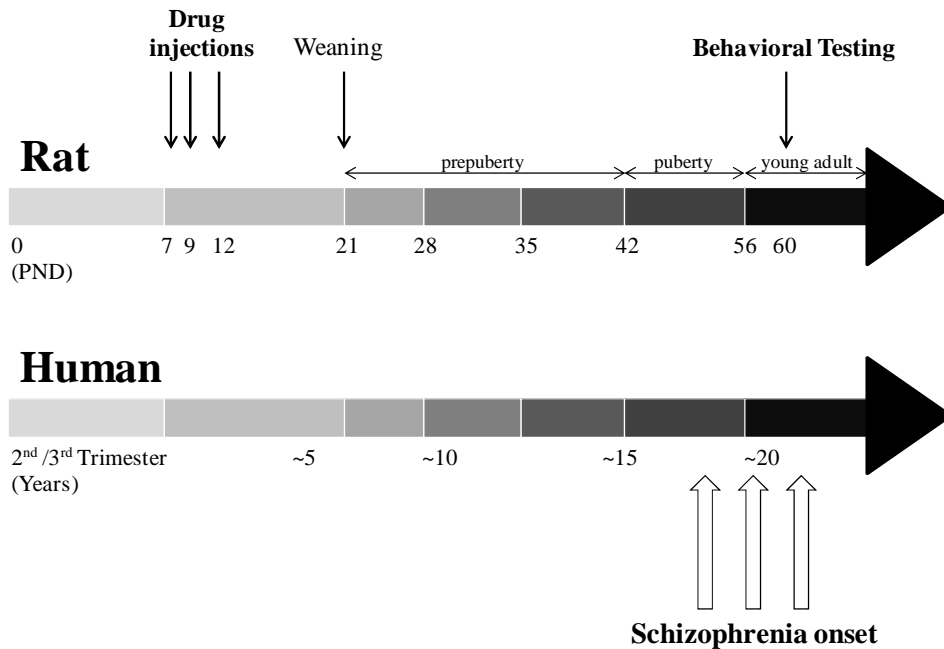 Drug
injections
Weaning
Behavioral Testing
Rat
prepuberty
puberty
young adult
0
7
9
12
21
28
35
42
56
60
(PND)
Human
2nd /3rd Trimester
~5
~10
~15
~20
(Years)
Schizophrenia onset